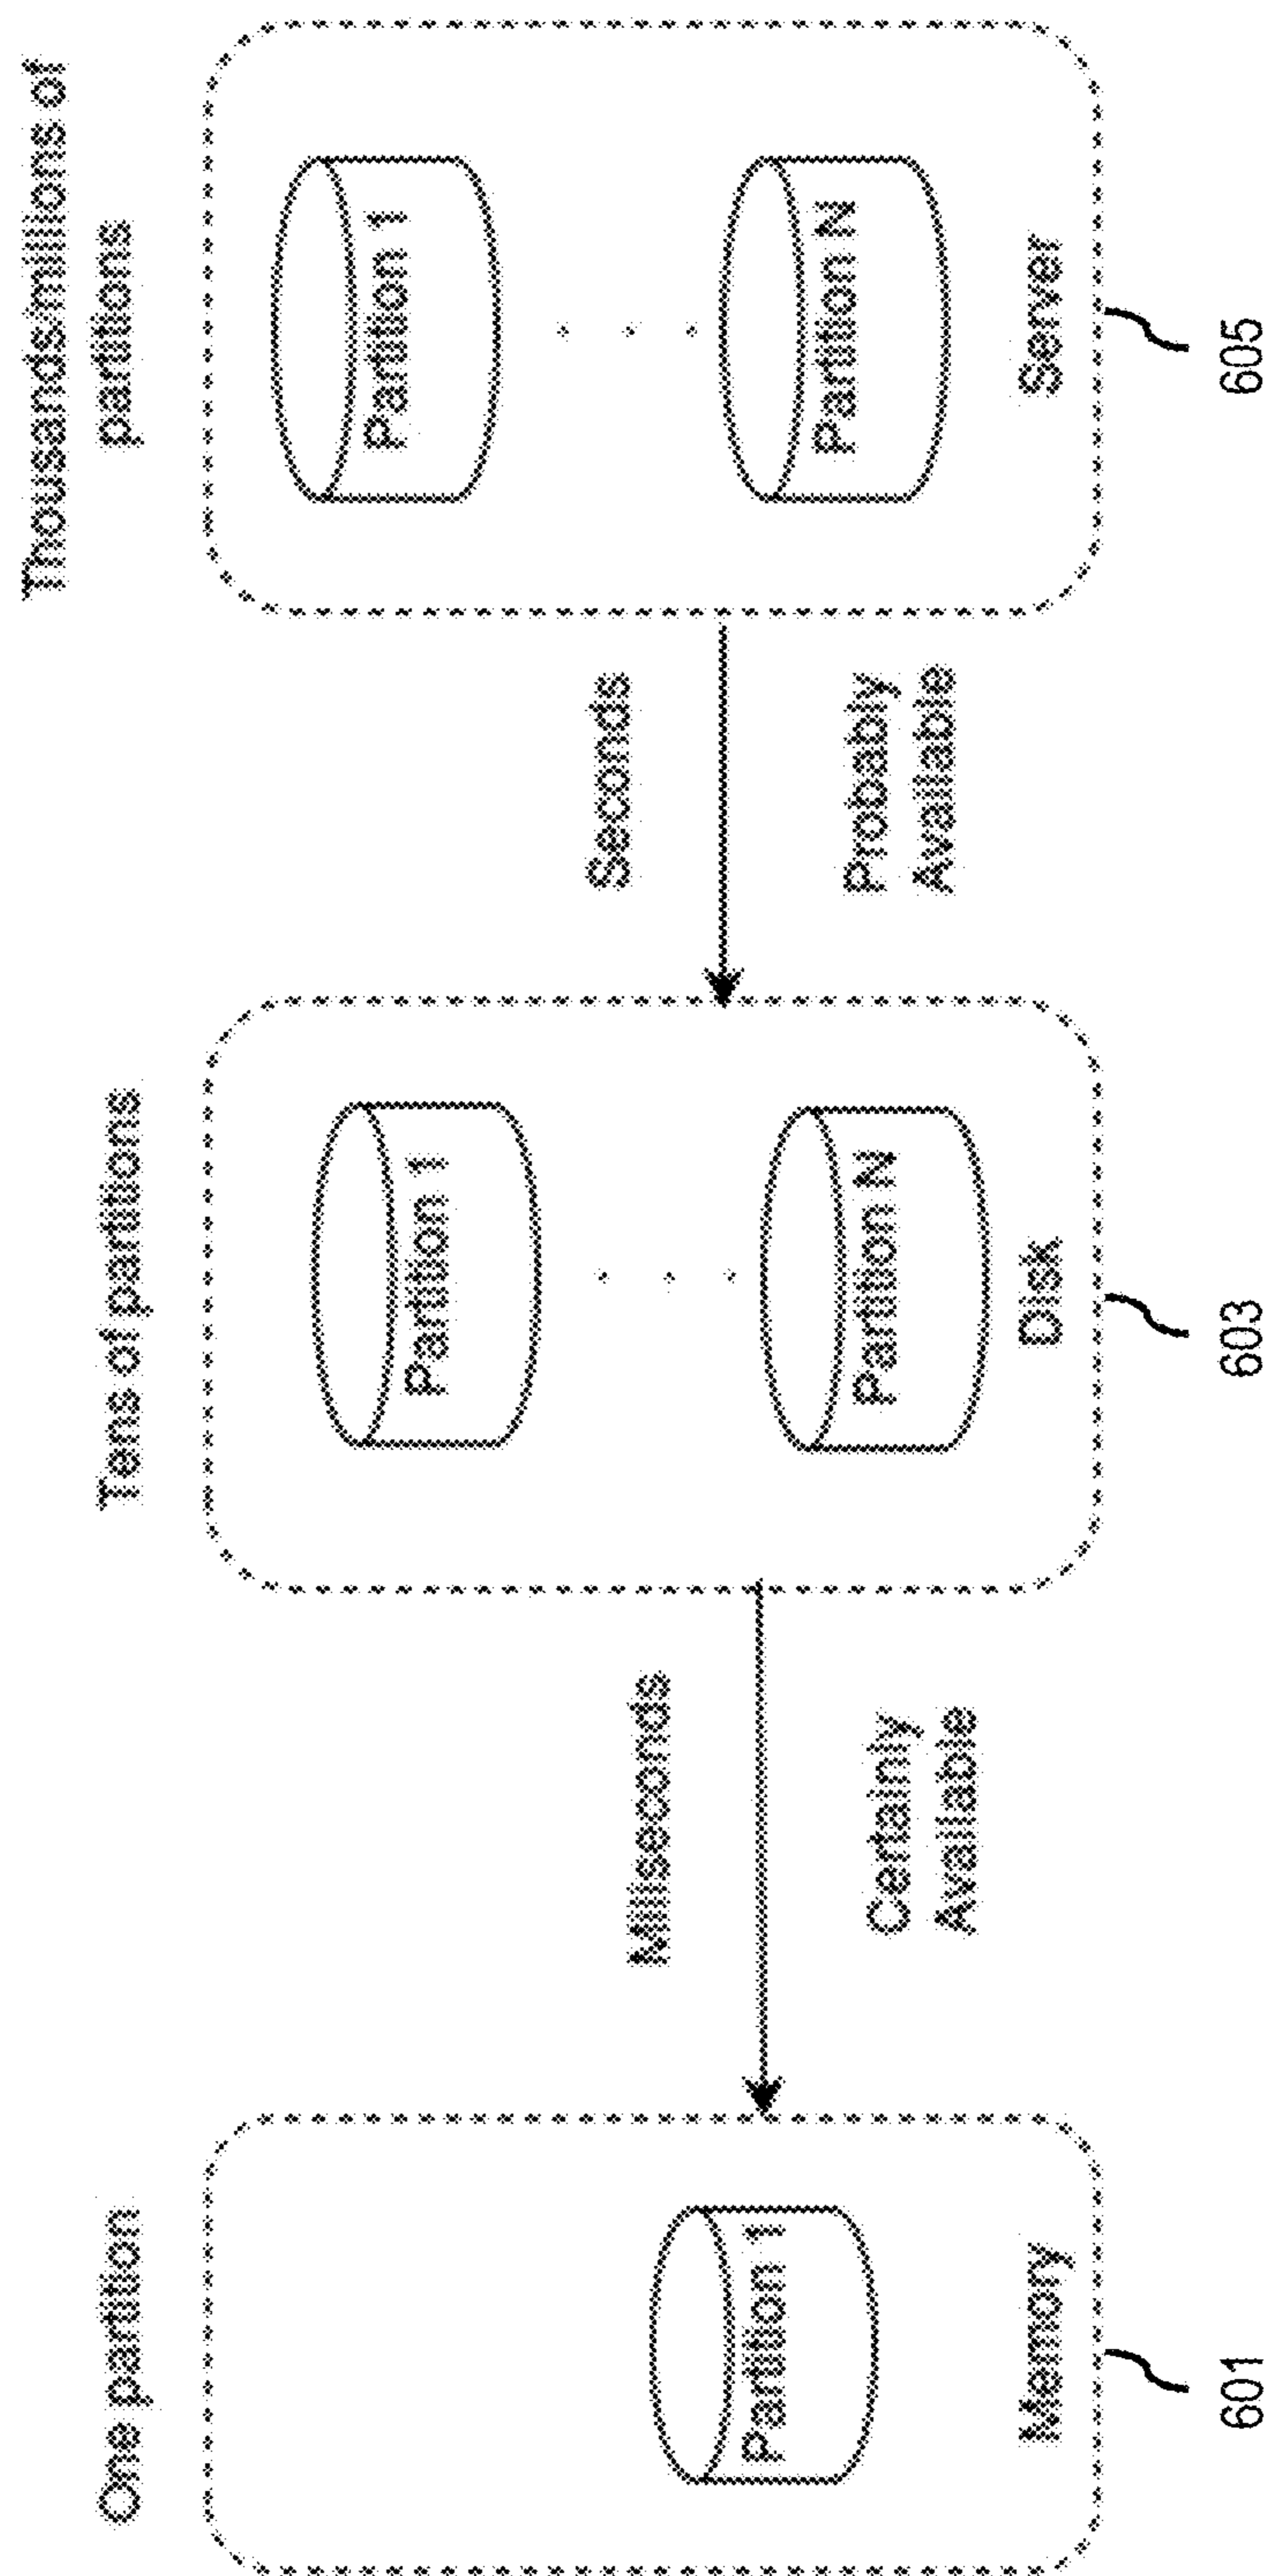 One partition
Partition 1
Memory
601
Milliseconds
Certainly
Available
Tens of partitions
Partition 1
Partition N
Disk
603
Seconds
Probably
Available
Thousands/millions of
partitions
Partition 1
Partition N
Server
605